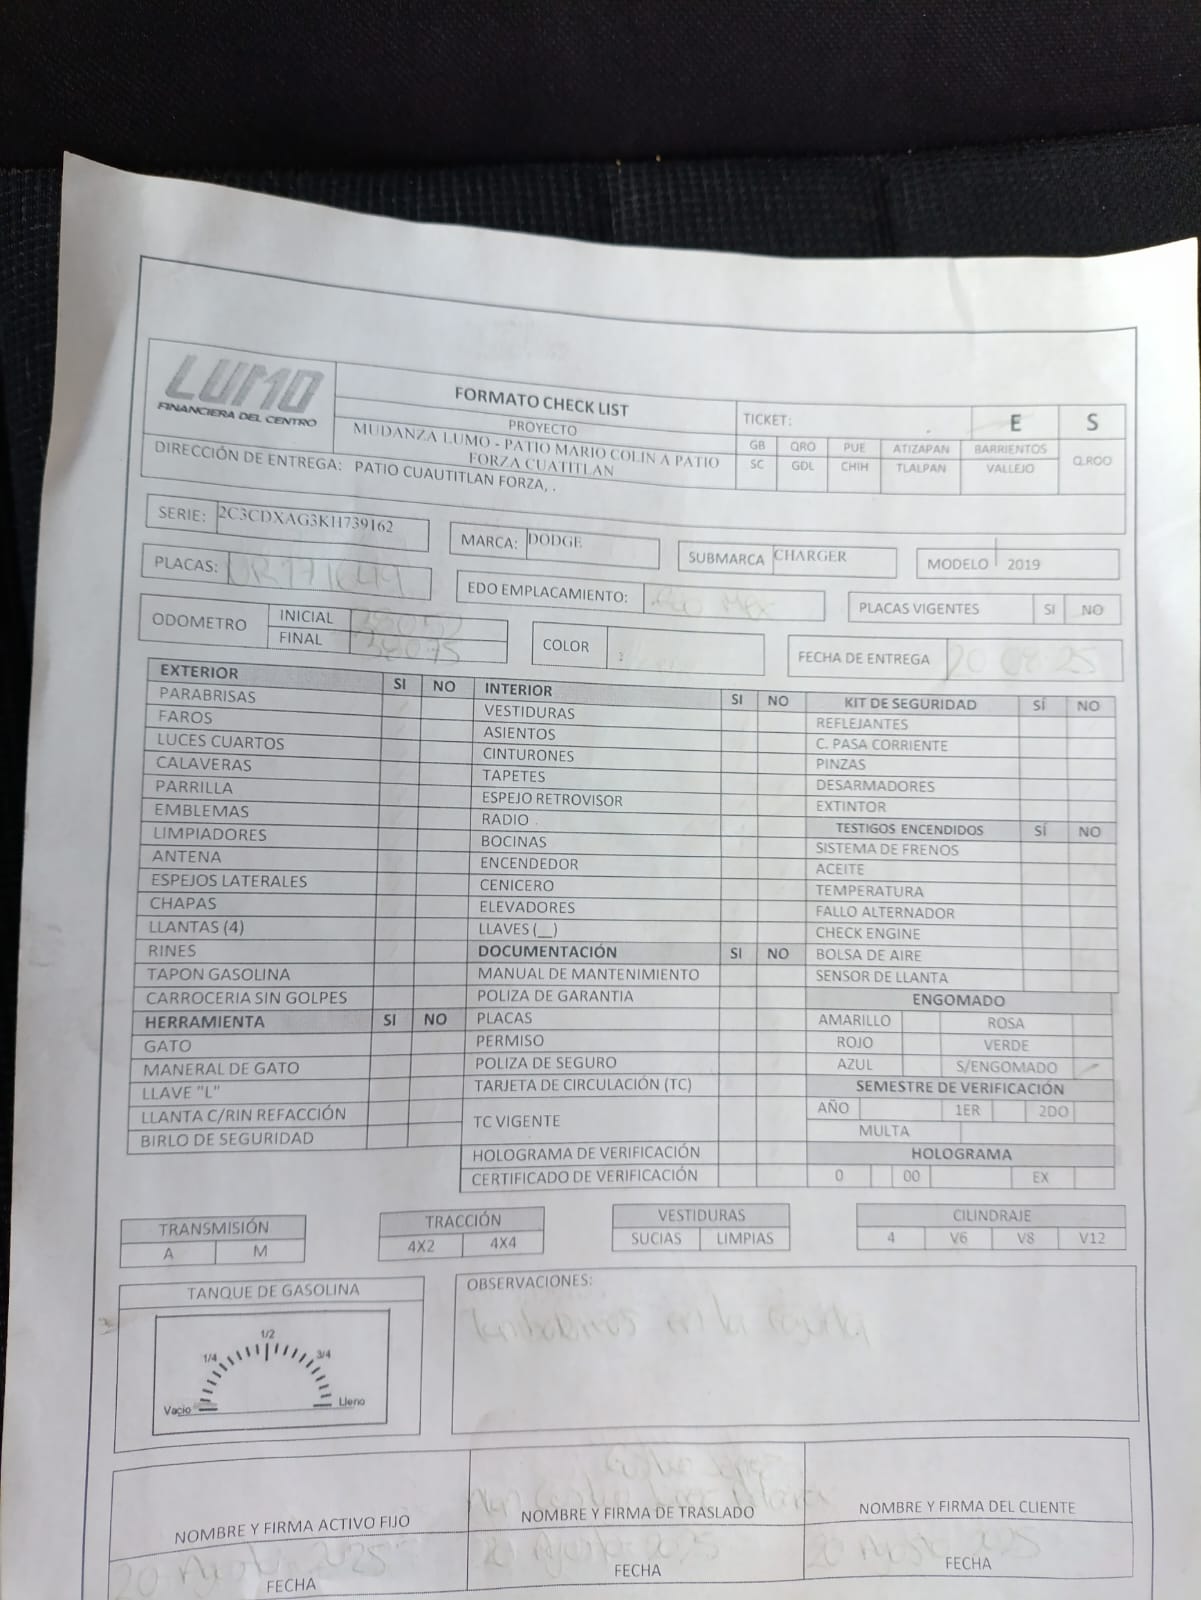 LUMO
FINANCIERA DEL CENTRO
FORMATO CHECK LIST
PROYECTO
MUDANZA LUMO - PATIO MARIO COLIN A PATIO
FORZA CUATITLAN
TICKET: E S
GB QRO PUE ATIZAPAN BARRIENTOS Q.ROO
SC GDL CHIH TLALPAN VALLEJO
DIRECCIÓN DE ENTREGA: PATIO CUAUTITLAN FORZA, .
SERIE: 2C3CDXAG3KH739162
MARCA: DODGE
SUBMARCA CHARGER
MODELO 2019
PLACAS:
EDO EMPLACAMIENTO:
PLACAS VIGENTES SI NO
ODOMETRO INICIAL
FINAL
COLOR
FECHA DE ENTREGA 20 08 25
EXTERIOR SI NO
PARABRISAS
FAROS
LUCES CUARTOS
CALAVERAS
PARRILLA
EMBLEMAS
LIMPIADORES
ANTENA
ESPEJOS LATERALES
CHAPAS
LLANTAS (4)
RINES
TAPON GASOLINA
CARROCERIA SIN GOLPES
HERRAMIENTA SI NO
GATO
MANERAL DE GATO
LLAVE "L"
LLANTA C/RIN REFACCIÓN
BIRLO DE SEGURIDAD
INTERIOR SI NO
VESTIDURAS
ASIENTOS
CINTURONES
TAPETES
ESPEJO RETROVISOR
RADIO
BOCINAS
ENCENDEDOR
CENICERO
ELEVADORES
LLAVES (__)
DOCUMENTACIÓN SI NO
MANUAL DE MANTENIMIENTO
POLIZA DE GARANTIA
PLACAS
PERMISO
POLIZA DE SEGURO
TARJETA DE CIRCULACIÓN (TC)
TC VIGENTE
HOLOGRAMA DE VERIFICACIÓN
CERTIFICADO DE VERIFICACIÓN
KIT DE SEGURIDAD SÍ NO
REFLEJANTES
C. PASA CORRIENTE
PINZAS
DESARMADORES
EXTINTOR
TESTIGOS ENCENDIDOS SÍ NO
SISTEMA DE FRENOS
ACEITE
TEMPERATURA
FALLO ALTERNADOR
CHECK ENGINE
BOLSA DE AIRE
SENSOR DE LLANTA
ENGOMADO
AMARILLO ROSA
ROJO VERDE
AZUL S/ENGOMADO
SEMESTRE DE VERIFICACIÓN
AÑO 1ER 2DO
MULTA
HOLOGRAMA
0 00 EX
TRANSMISIÓN
A M
TRACCIÓN
4X2 4X4
VESTIDURAS
SUCIAS LIMPIAS
CILINDRAJE
4 V6 V8 V12
TANQUE DE GASOLINA
1/2
1/4 3/4
Vacio Lleno
OBSERVACIONES:
en la
NOMBRE Y FIRMA ACTIVO FIJO
20 Agosto 2025
FECHA
NOMBRE Y FIRMA DE TRASLADO
20 Agosto 2025
FECHA
NOMBRE Y FIRMA DEL CLIENTE
20 Agosto 2025
FECHA